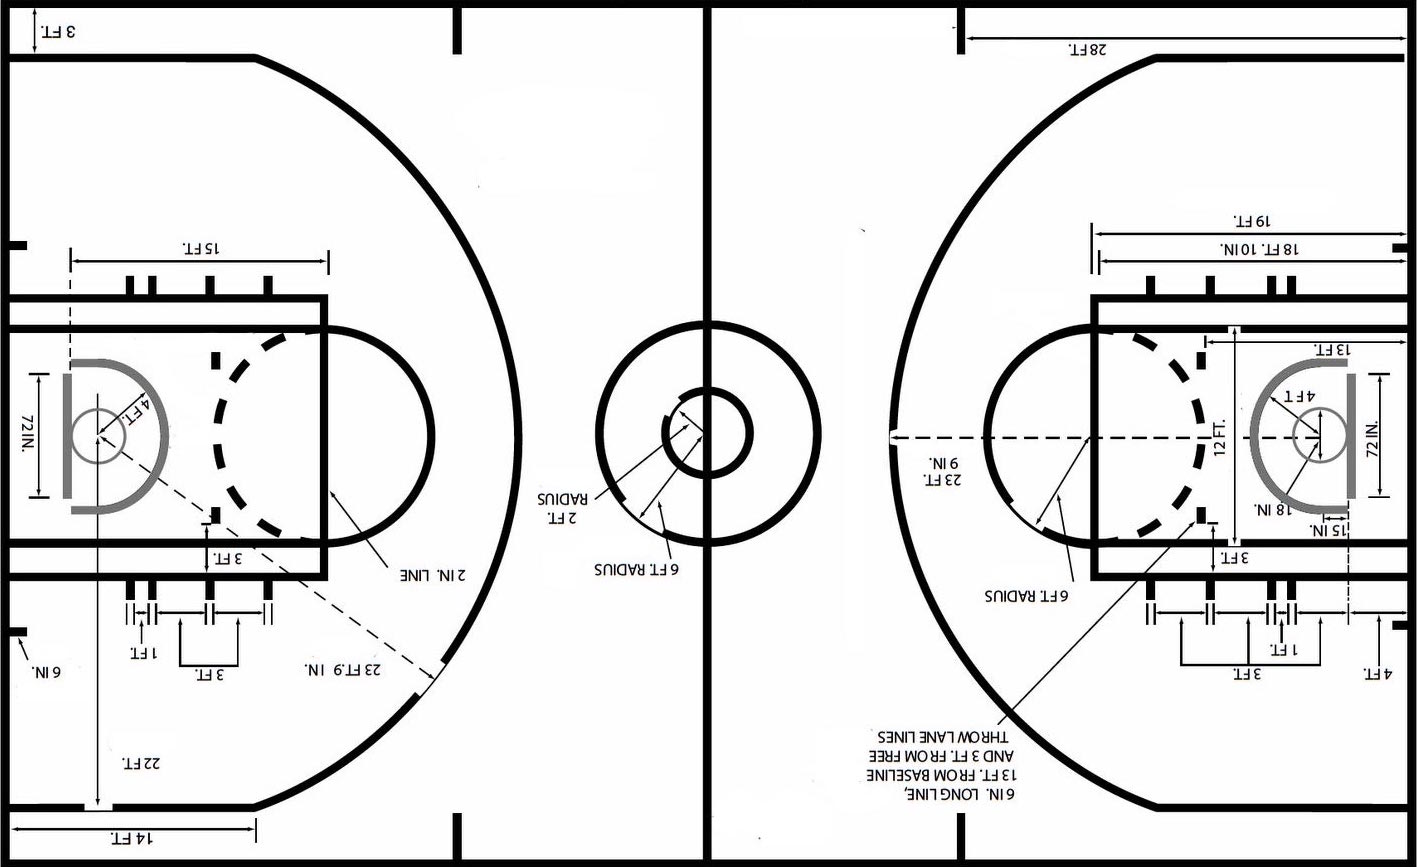 3 FT.
28 FT.
19 FT.
15 FT.
18 FT. 10 IN.
13 FT.
4 FT.
4 FT
72 IN.
12 FT.
72 IN.
23 FT.
9 IN.
2 FT.
RADIUS
18 IN.
15 IN.
3 FT.
3 FT.
2 IN. LINE
6 FT. RADIUS
6 FT. RADIUS
1 FT.
1 FT.
6 IN.
3 FT.
23 FT. 9 IN.
3 FT.
4 FT.
6 IN. LONG LINE,
13 FT. FROM BASELINE
AND 3 FT. FROM FREE
THROW LANE LINES
22 FT.
14 FT.